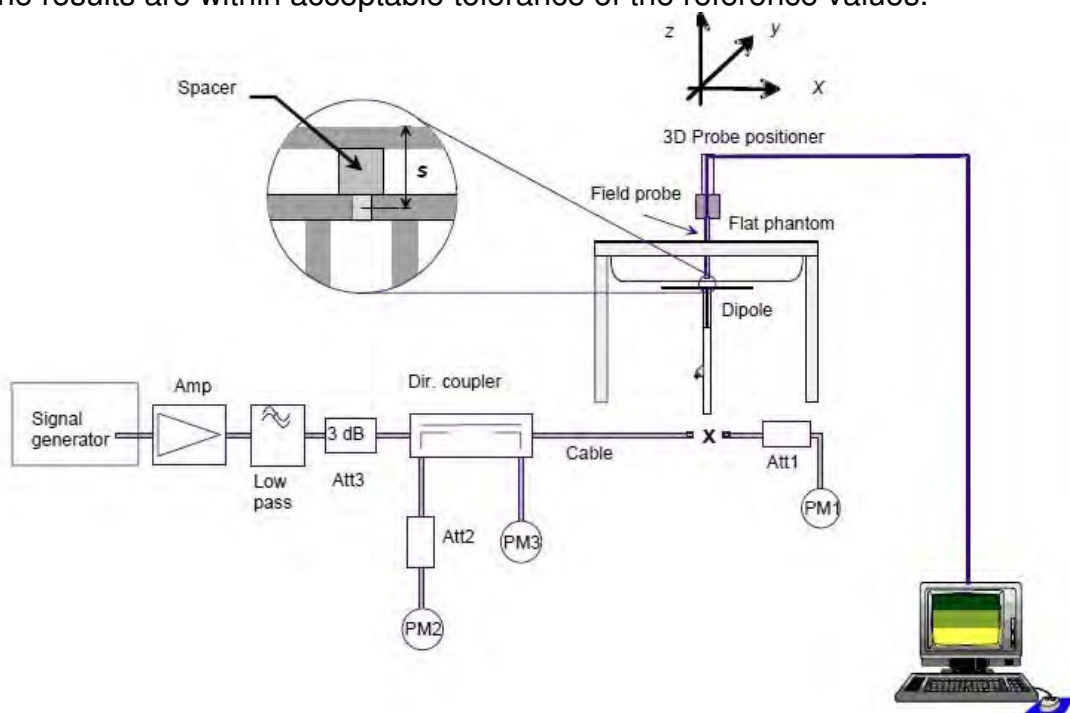 he results are within acceptable tolerance of the reference values.
z
y
x
Spacer
s
3D Probe positioner
Field probe
Flat phantom
Dipole
Signal
generator
Amp
Low
pass
3 dB
Att3
Dir. coupler
Cable
X
Att1
PM1
Att2
PM3
PM2